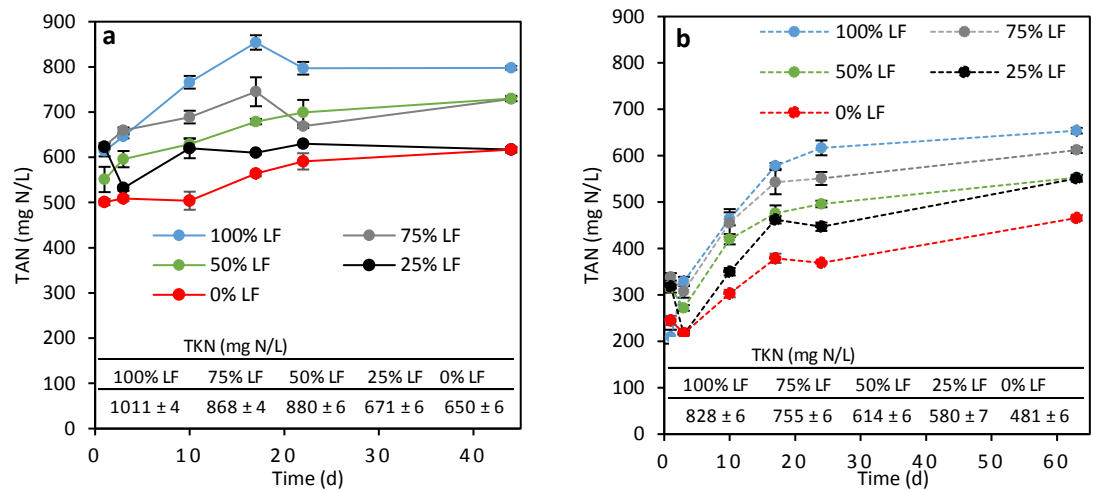 a
900
800
700
600
500
400
300
200
100
0
TAN (mg N/L)
100% LF 75% LF
50% LF 25% LF
0% LF
TKN (mg N/L)
100% LF 75% LF 50% LF 25% LF 0% LF
1011 ± 4 868 ± 4 880 ± 6 671 ± 6 650 ± 6
0 10 20 30 40
Time (d)
b
900
800
700
600
500
400
300
200
100
0
TAN (mg N/L)
100% LF 75% LF
50% LF 25% LF
0% LF
TKN (mg N/L)
100% LF 75% LF 50% LF 25% LF 0% LF
828 ± 6 755 ± 6 614 ± 6 580 ± 7 481 ± 6
0 10 20 30 40 50 60
Time (d)